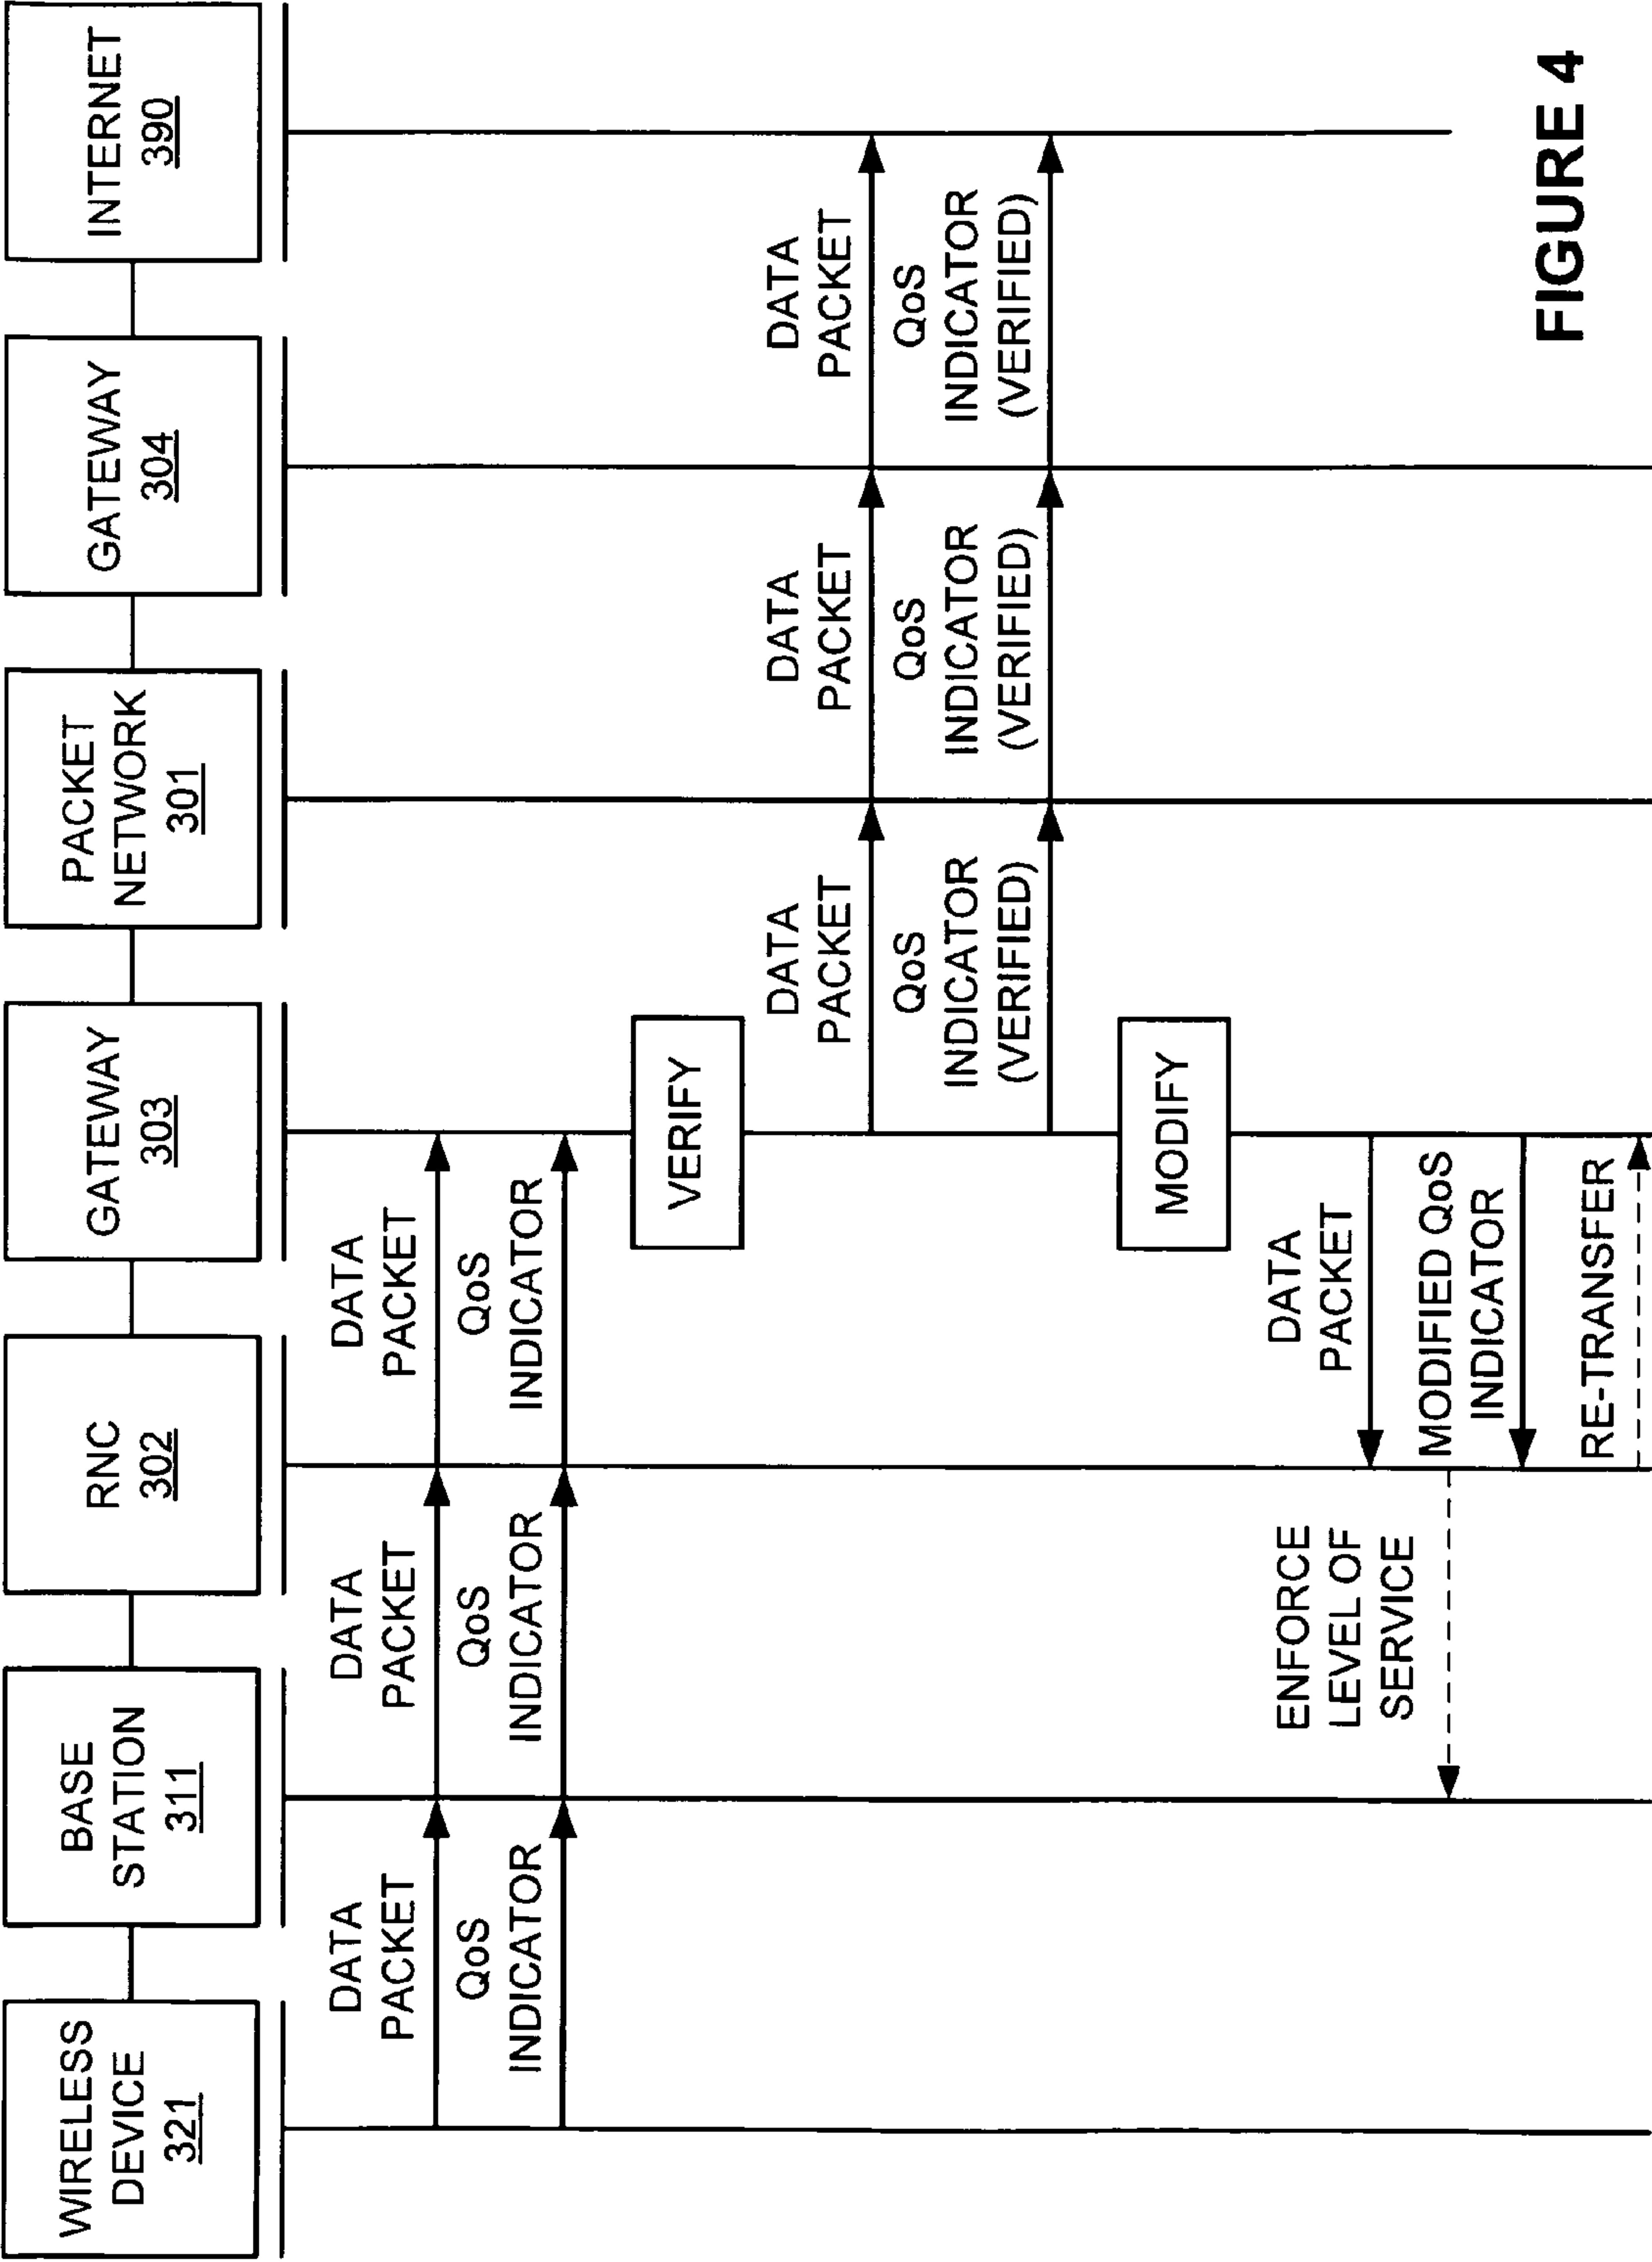 WIRELESS
DEVICE
321
BASE
STATION
311
RNC
302
GATEWAY
303
PACKET
NETWORK
301
GATEWAY
304
INTERNET
390
DATA
PACKET
DATA
PACKET
DATA
PACKET
QoS
INDICATOR
QoS
INDICATOR
QoS
INDICATOR
VERIFY
DATA
PACKET
DATA
PACKET
DATA
PACKET
QoS
INDICATOR
(VERIFIED)
QoS
INDICATOR
(VERIFIED)
QoS
INDICATOR
(VERIFIED)
MODIFY
DATA
PACKET
ENFORCE
LEVEL OF
SERVICE
MODIFIED QoS
INDICATOR
RE-TRANSFER
FIGURE 4